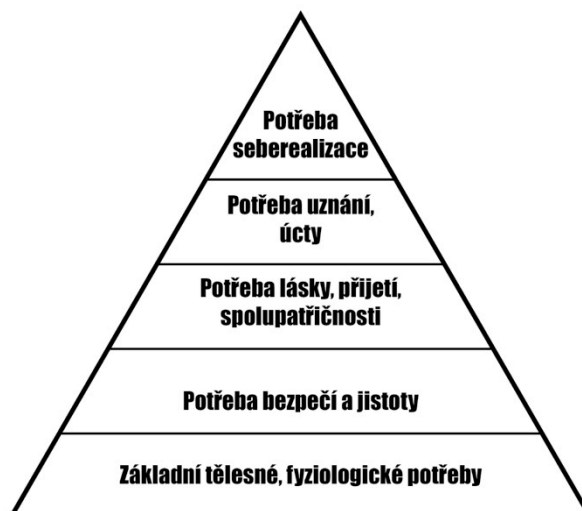 Potřeba
seberealizace
Potřeba uznání,
úcty
Potřeba lásky, přijetí,
spolupatřičnosti
Potřeba bezpečí a jistoty
Základní tělesné, fyziologické potřeby